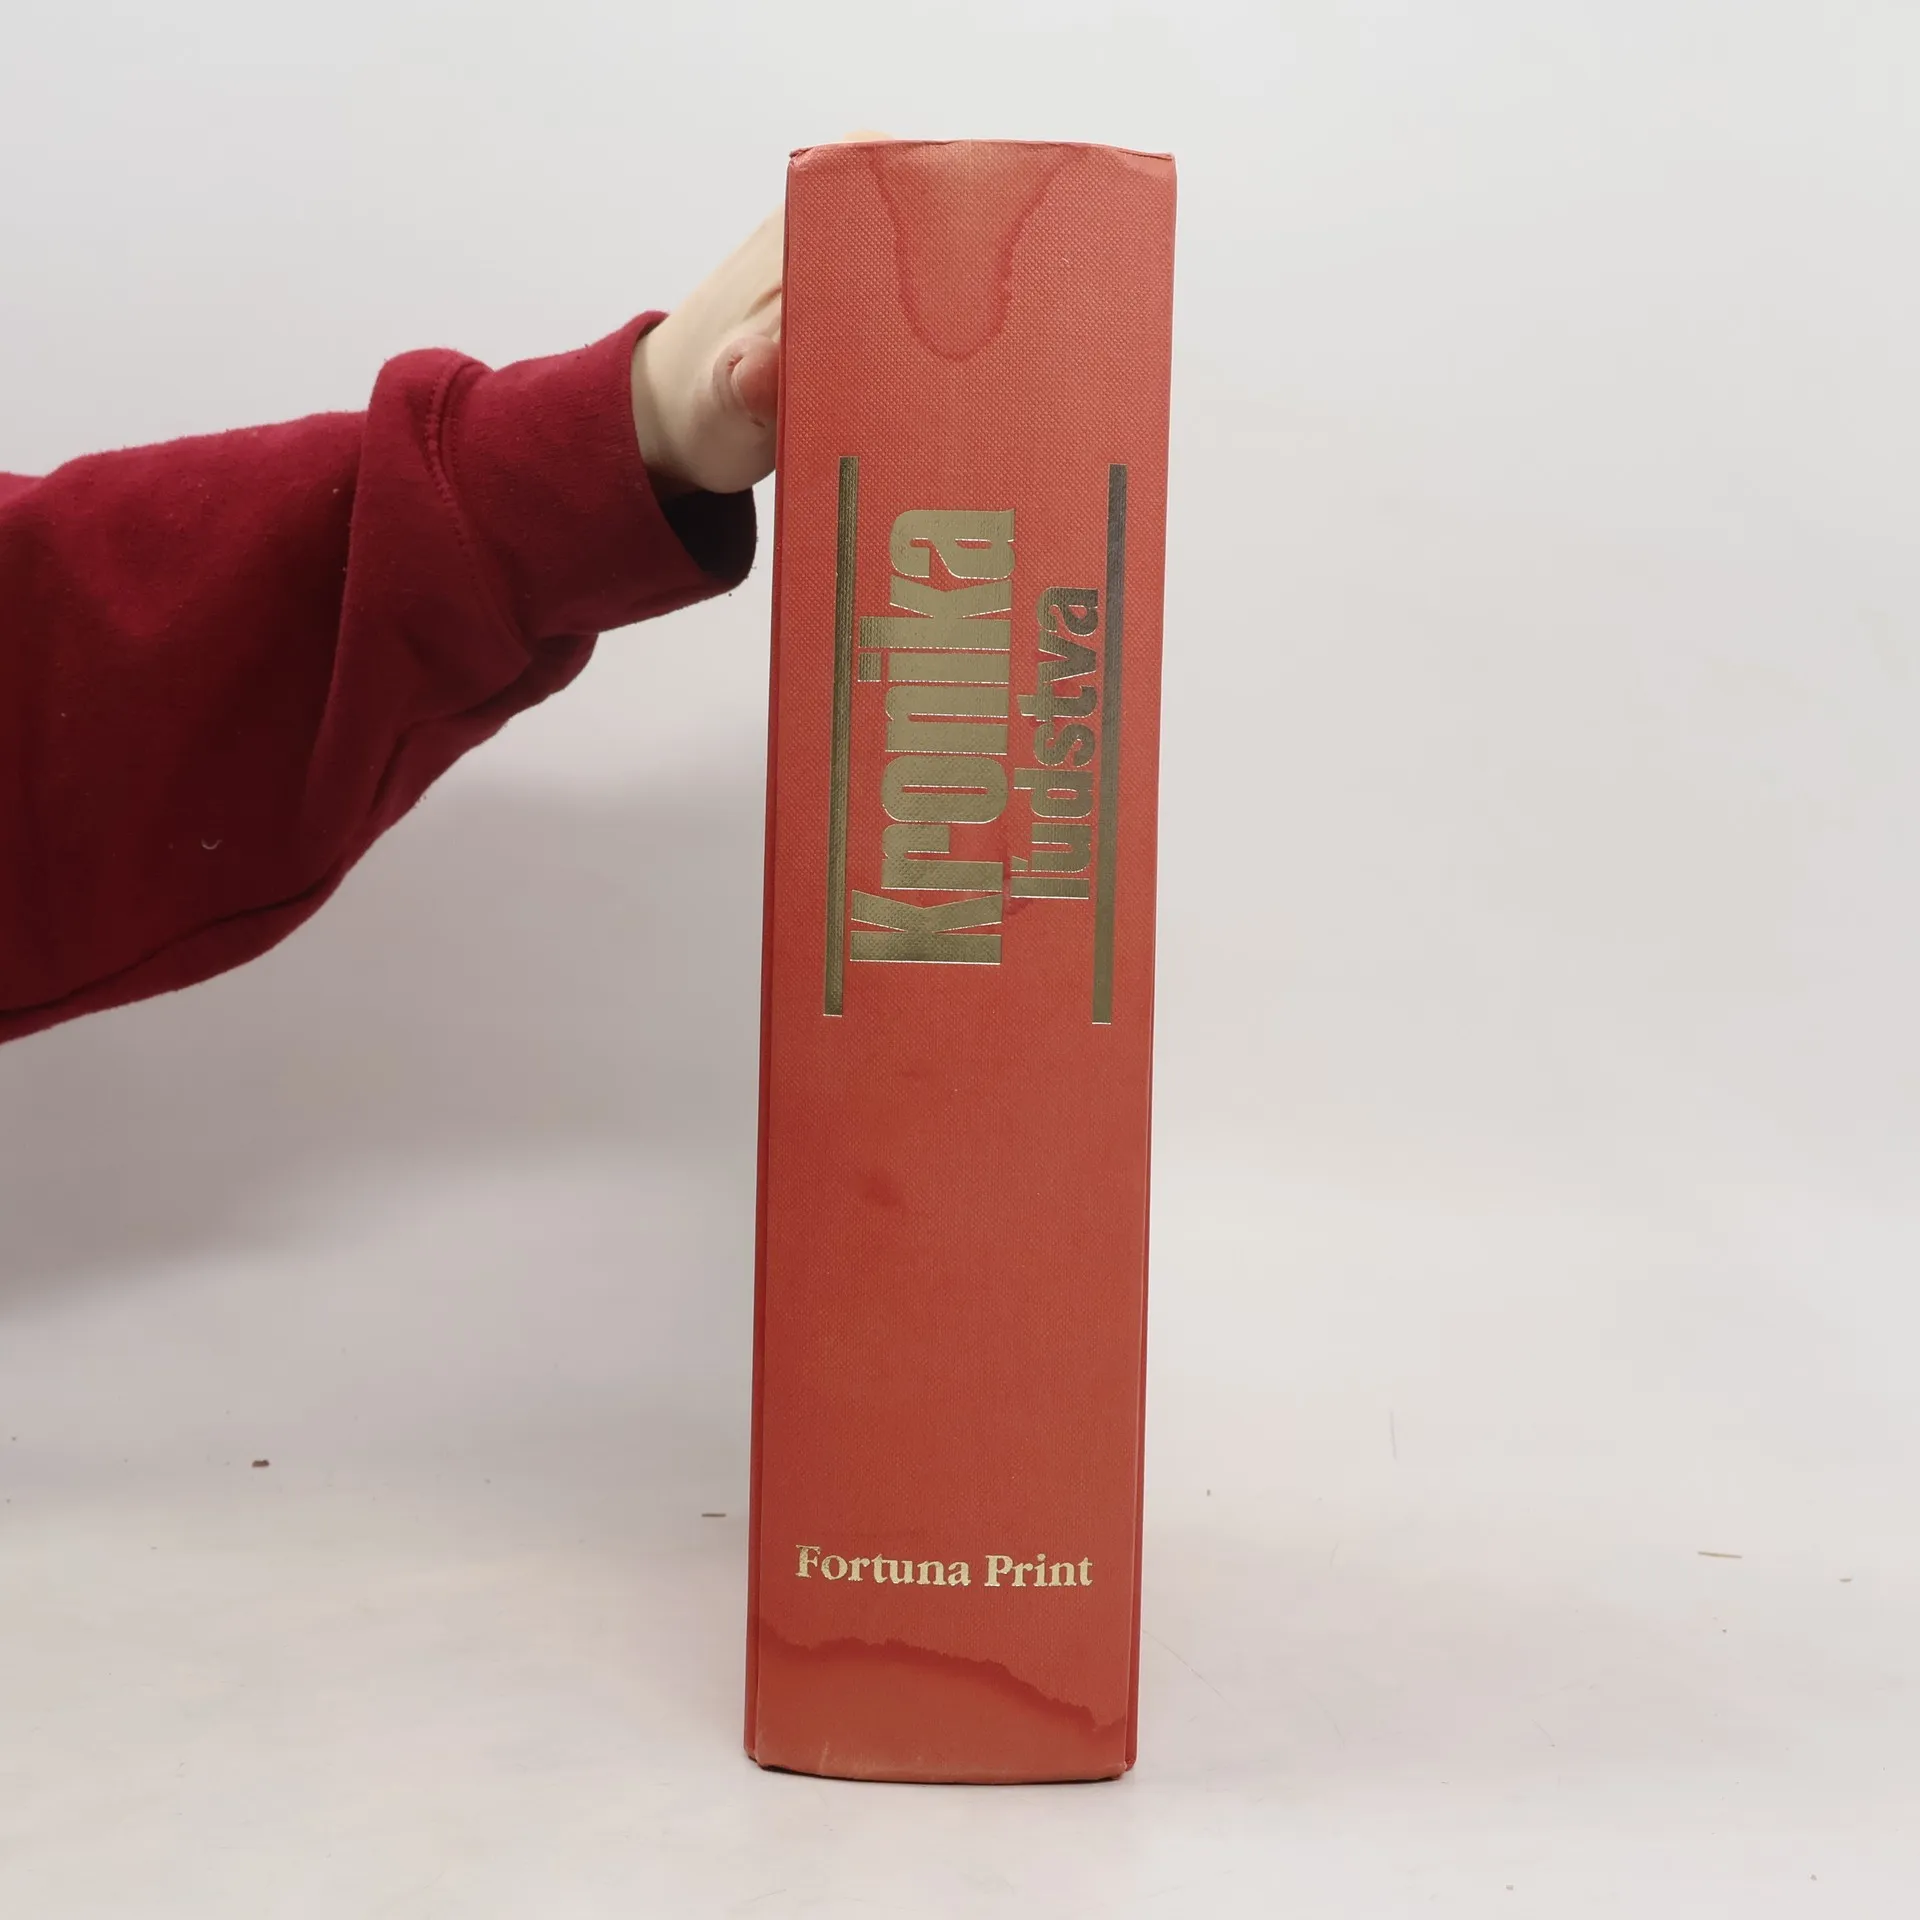 Kronika
ľudstva
Fortuna Print